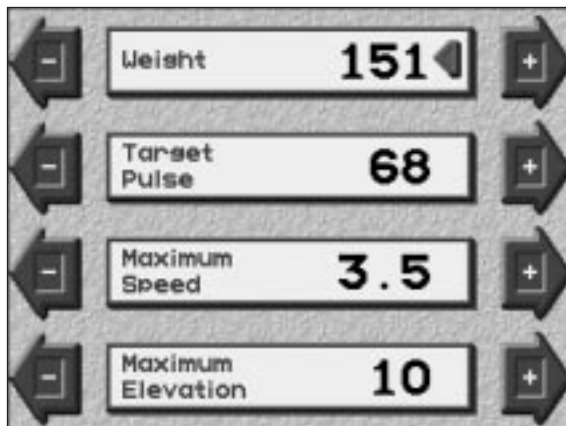 - Weight 151 +
- Target Pulse 68 +
- Maximum Speed 3.5 +
- Maximum Elevation 10 +